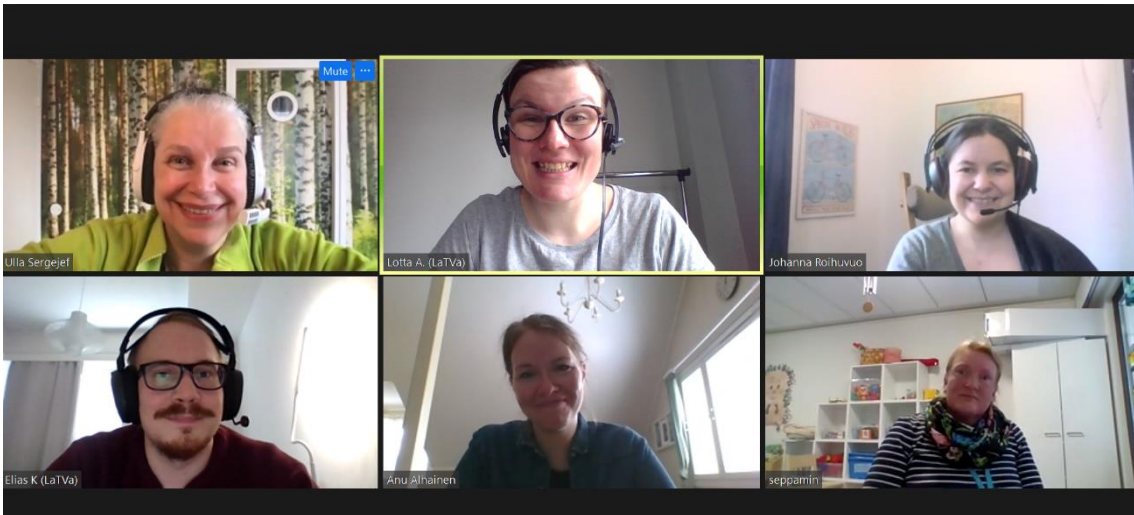 Mute ...
Ulla Sergejef
Lotta A. (LaTVa)
Johanna Roihuvuo
Elias K (LaTVa)
Anu Alhainen
seppamin